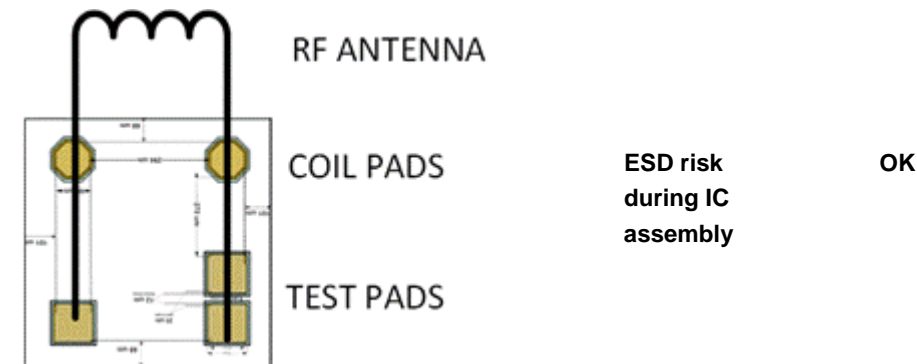 RF ANTENNA
COIL PADS
ESD risk
during IC
assembly
OK
TEST PADS